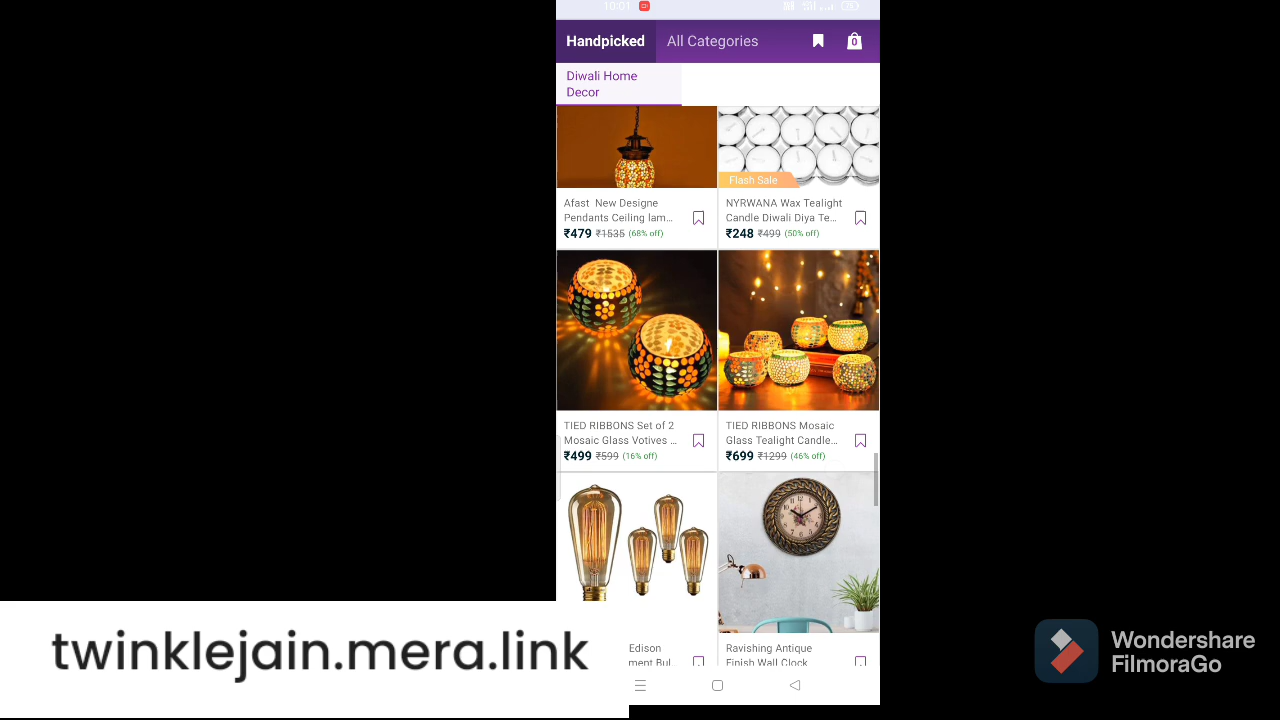 10:01
Handpicked
All Categories
0
Diwali Home
Decor
Flash Sale
Afast New Designe
Pendants Ceiling lam...
₹479 ₹1535 (68% off)
NYRWANA Wax Tealight
Candle Diwali Diya Te...
₹248 ₹499 (50% off)
TIED RIBBONS Set of 2
Mosaic Glass Votives ...
₹499 ₹599 (16% off)
TIED RIBBONS Mosaic
Glass Tealight Candle...
₹699 ₹1299 (46% off)
Edison
ment Bul...
Ravishing Antique
Finish Wall Clock
twinklejain.mera.link
Wondershare
FilmoraGo